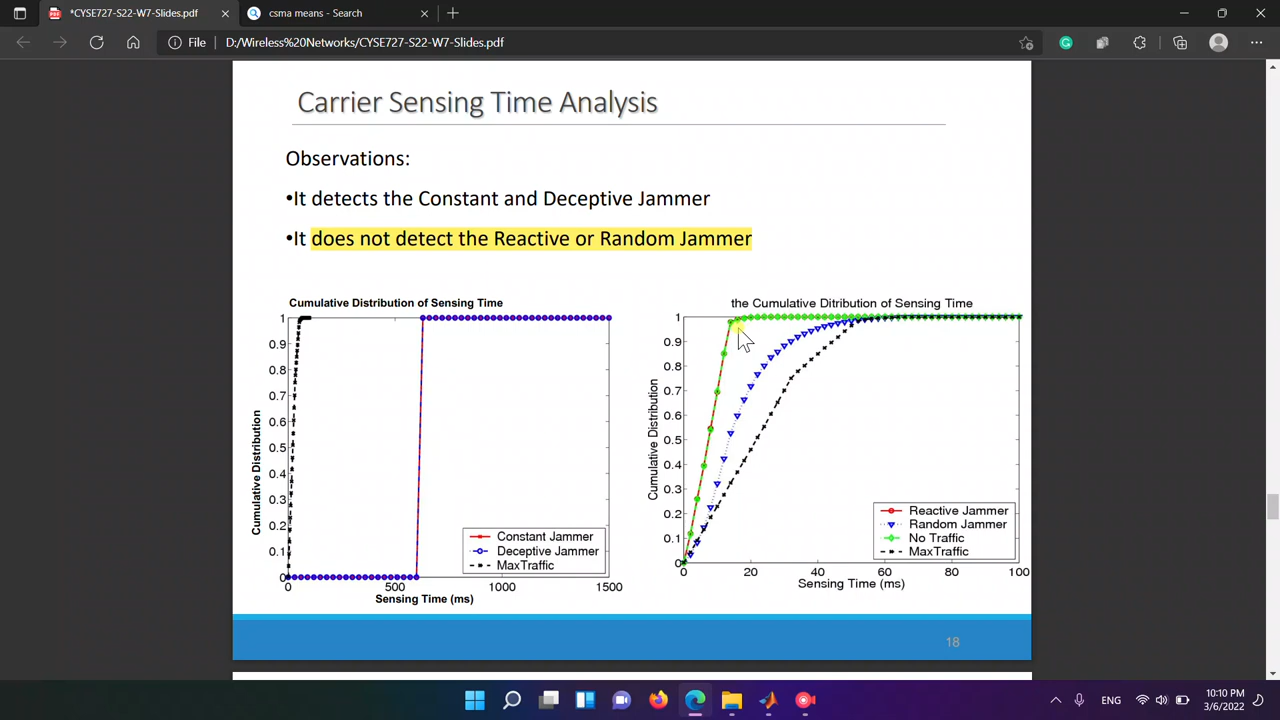 *CYSE727-S22-W7-Slides.pdf
csma means - Search
File
D:/Wireless%20Networks/CYSE727-S22-W7-Slides.pdf
Carrier Sensing Time Analysis
Observations:
•It detects the Constant and Deceptive Jammer
•It does not detect the Reactive or Random Jammer
Cumulative Distribution of Sensing Time
1
0.9
0.8
0.7
0.6
0.5
0.4
0.3
0.2
0.1
0
Cumulative Distribution
0 500 1000 1500
Sensing Time (ms)
Constant Jammer
Deceptive Jammer
MaxTraffic
the Cumulative Ditribution of Sensing Time
1
0.9
0.8
0.7
0.6
0.5
0.4
0.3
0.2
0.1
0
Cumulative Distribution
0 20 40 60 80 100
Sensing Time (ms)
Reactive Jammer
Random Jammer
No Traffic
MaxTraffic
18
ENG
10:10 PM
3/6/2022